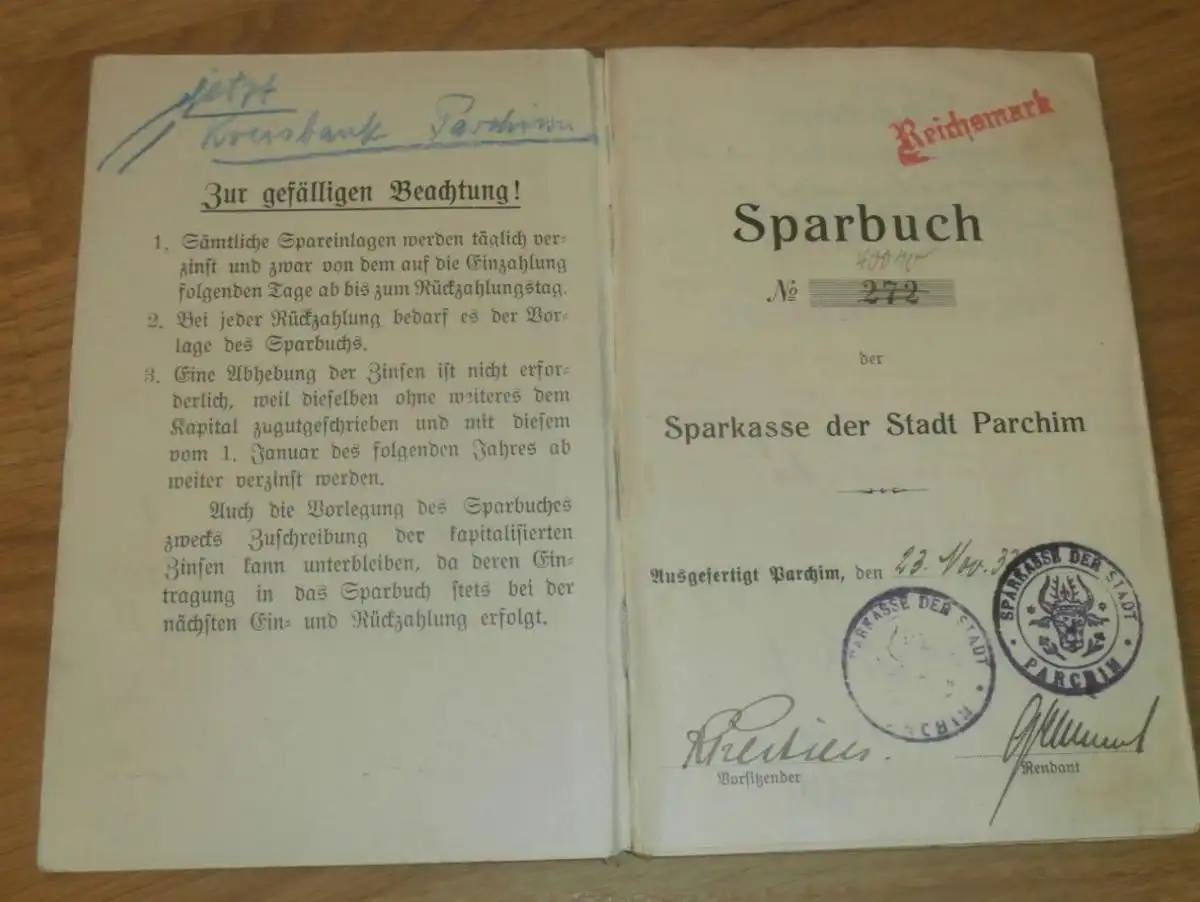 jetzt
Kreisbank Parchim
Zur gefälligen Beachtung!
1. Sämtliche Spareinlagen werden täglich ver-
zinst und zwar von dem auf die Einzahlung
folgenden Tage ab bis zum Rückzahlungstag.
2. Bei jeder Rückzahlung bedarf es der Vor-
lage des Sparbuchs.
3. Eine Abhebung der Zinsen ist nicht erfor-
derlich, weil dieselben ohne weiteres dem
Kapital zugutgeschrieben und mit diesem
vom 1. Januar des folgenden Jahres ab
weiter verzinst werden.
Auch die Vorlegung des Sparbuches
zwecks Zuschreibung der kapitalisierten
Zinsen kann unterbleiben, da deren Ein-
tragung in das Sparbuch stets bei der
nächsten Ein- und Rückzahlung erfolgt.
Reichsmark
Sparbuch
№ 272
der
Sparkasse der Stadt Parchim
Ausgefertigt Parchim, den 23. Nov. 33
SPARKASSE DER STADT
PARCHIM
SPARKASSE DER STADT
Vorsitzender
Rendant